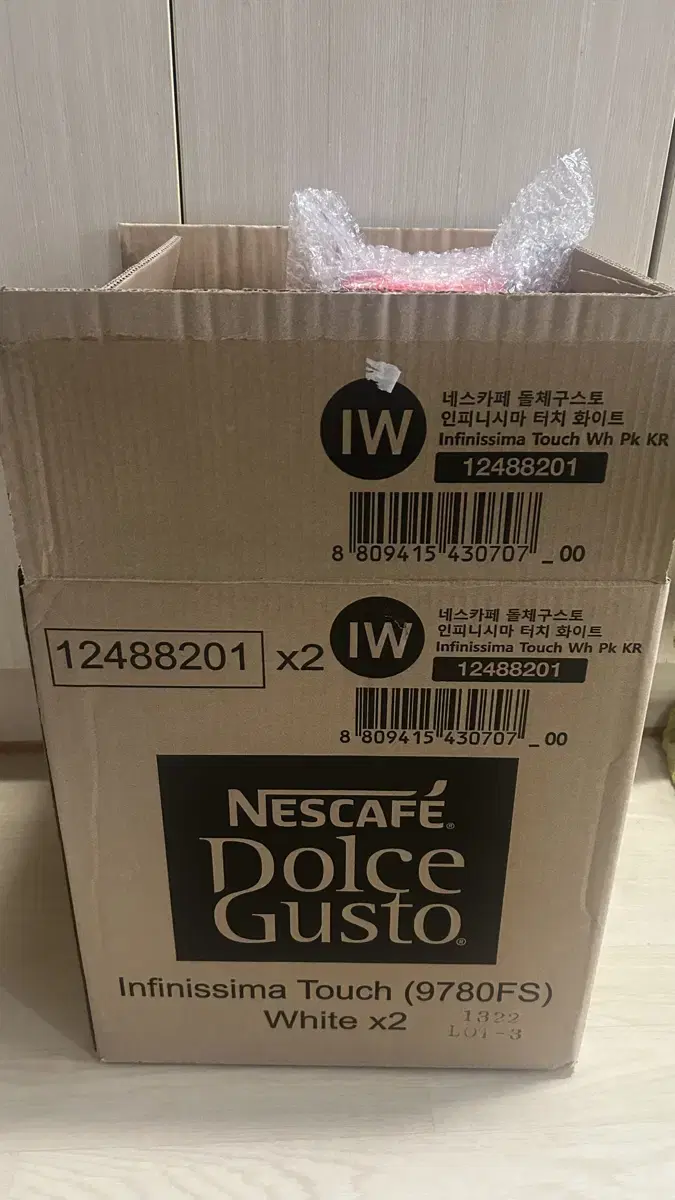 IW
네스카페 돌체구스토
인피니시마 터치 화이트
Infinissima Touch Wh Pk KR
12488201
8 809415 430707 _ 00
12488201 x2
IW
네스카페 돌체구스토
인피니시마 터치 화이트
Infinissima Touch Wh Pk KR
12488201
8 809415 430707 _ 00
NESCAFÉ®
Dolce
Gusto®
Infinissima Touch (9780FS)
White x2
1322
LOT-3